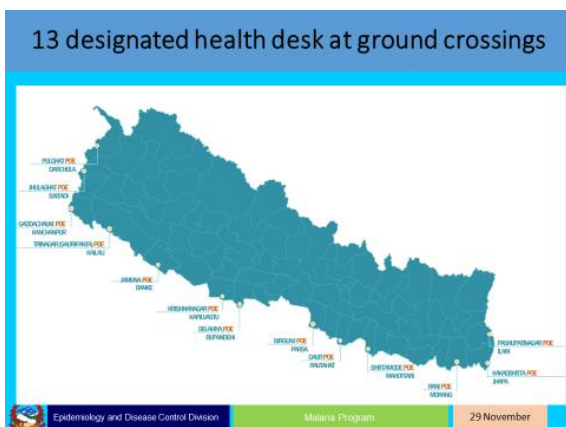 13 designated health desk at ground crossings
PULGHAT POE
DARCHULA
JHULAGHAT POE
BAITADI
GADDACHAUKI POE
KANCHANPUR
TRINAGAR(GAURIFANTA) POE
KAILALI
JAMUNA POE
BANKE
KRISHNANAGAR POE
KAPILVASTU
BELAHIYA POE
RUPANDEHI
BIRGUNJ POE
PARSA
GAUR POE
RAUTAHAT
BHITTAMODE POE
MAHOTTARI
RANI POE
MORANG
PASHUPATINAGAR POE
ILAM
KAKADBHITTA POE
JHAPA
Epidemiology and Disease Control Division
Malaria Program
29 November